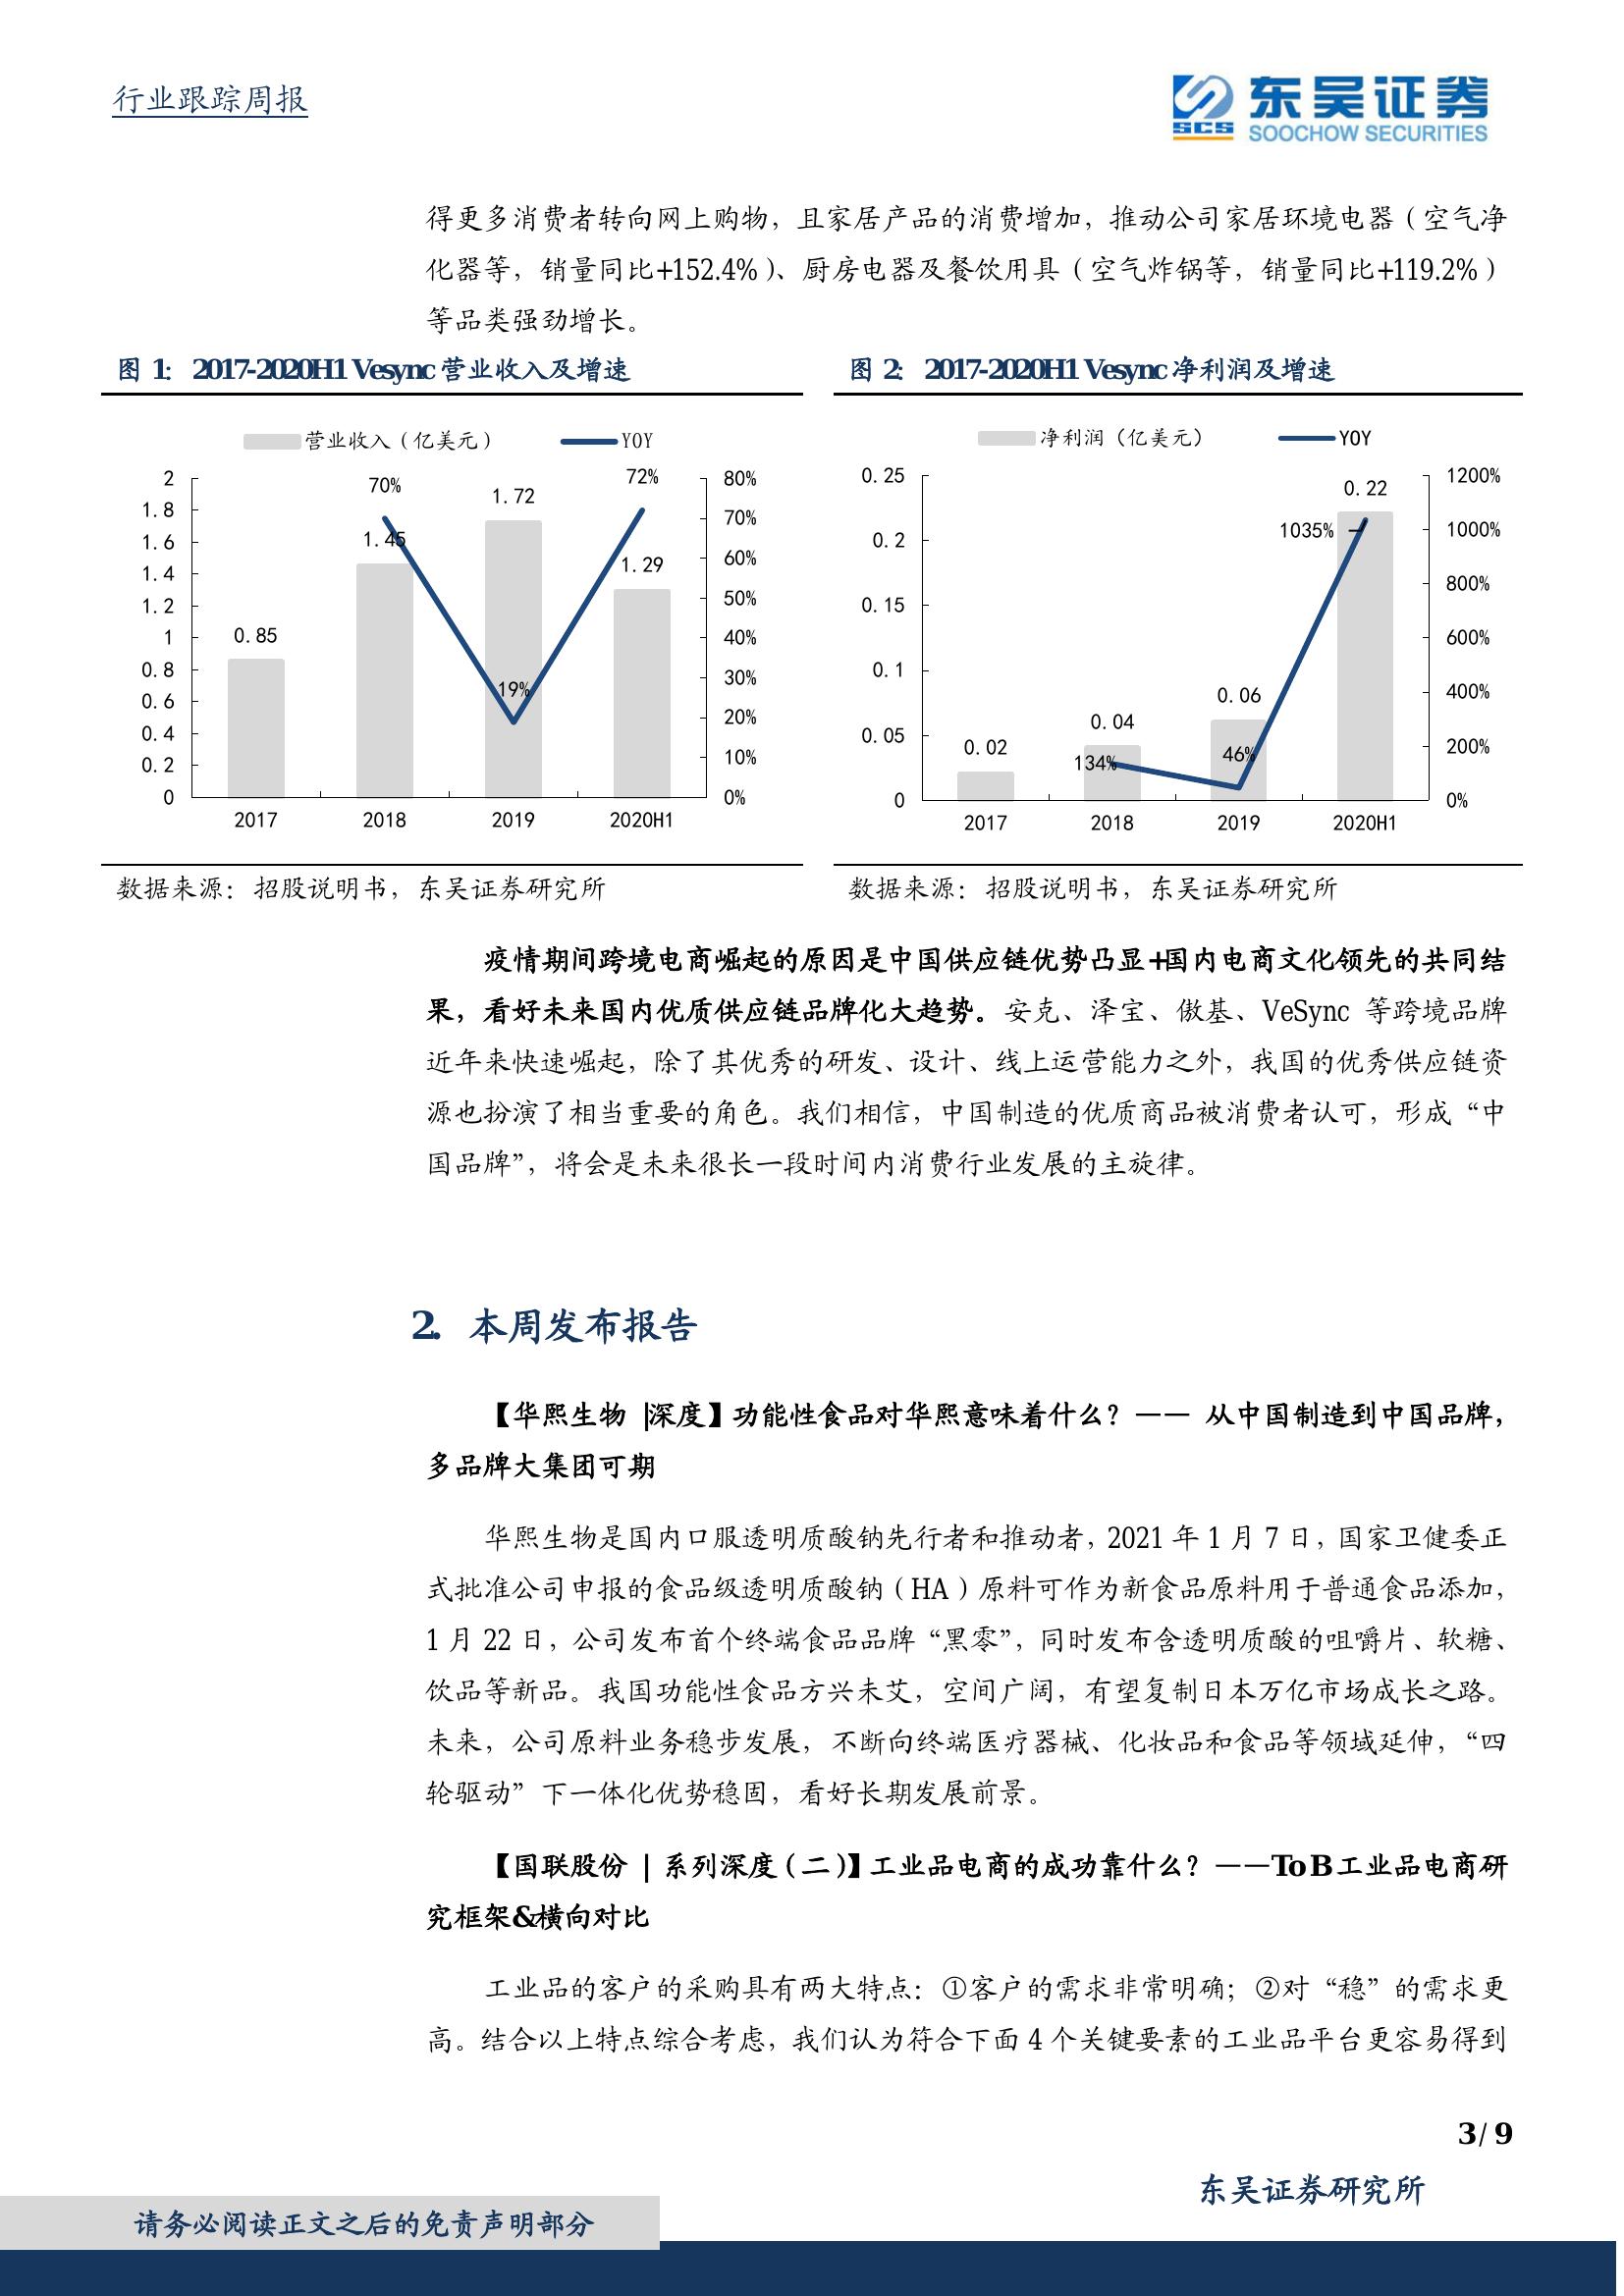 行业跟踪周报
东吴证券
SCS
SOOCHOW SECURITIES
得更多消费者转向网上购物，且家居产品的消费增加，推动公司家居环境电器（空气净
化器等，销量同比+152.4%）、厨房电器及餐饮用具（空气炸锅等，销量同比+119.2%）
等品类强劲增长。
图 1： 2017-2020H1 Vesync 营业收入及增速
营业收入（亿美元） YOY
2
1.8
1.6
1.4
1.2
1
0.8
0.6
0.4
0.2
0
0.85
70%
1.45
1.72
19%
72%
1.29
80%
70%
60%
50%
40%
30%
20%
10%
0%
2017 2018 2019 2020H1
数据来源：招股说明书，东吴证券研究所
图 2： 2017-2020H1 Vesync 净利润及增速
净利润（亿美元） YOY
0.25
0.2
0.15
0.1
0.05
0
0.02
0.04
134%
0.06
46%
0.22
1035%
1200%
1000%
800%
600%
400%
200%
0%
2017 2018 2019 2020H1
数据来源：招股说明书，东吴证券研究所
疫情期间跨境电商崛起的原因是中国供应链优势凸显+国内电商文化领先的共同结
果，看好未来国内优质供应链品牌化大趋势。安克、泽宝、傲基、VeSync 等跨境品牌
近年来快速崛起，除了其优秀的研发、设计、线上运营能力之外，我国的优秀供应链资
源也扮演了相当重要的角色。我们相信，中国制造的优质商品被消费者认可，形成“中
国品牌”，将会是未来很长一段时间内消费行业发展的主旋律。
2. 本周发布报告
【华熙生物 |深度】功能性食品对华熙意味着什么？—— 从中国制造到中国品牌，
多品牌大集团可期
华熙生物是国内口服透明质酸钠先行者和推动者，2021 年 1 月 7 日，国家卫健委正
式批准公司申报的食品级透明质酸钠（HA）原料可作为新食品原料用于普通食品添加，
1 月 22 日，公司发布首个终端食品品牌“黑零”，同时发布含透明质酸的咀嚼片、软糖、
饮品等新品。我国功能性食品方兴未艾，空间广阔，有望复制日本万亿市场成长之路。
未来，公司原料业务稳步发展，不断向终端医疗器械、化妆品和食品等领域延伸，“四
轮驱动”下一体化优势稳固，看好长期发展前景。
【国联股份 | 系列深度（二）】工业品电商的成功靠什么？——To B 工业品电商研
究框架&横向对比
工业品的客户的采购具有两大特点：①客户的需求非常明确；②对“稳”的需求更
高。结合以上特点综合考虑，我们认为符合下面 4 个关键要素的工业品平台更容易得到
3 / 9
东吴证券研究所
请务必阅读正文之后的免责声明部分